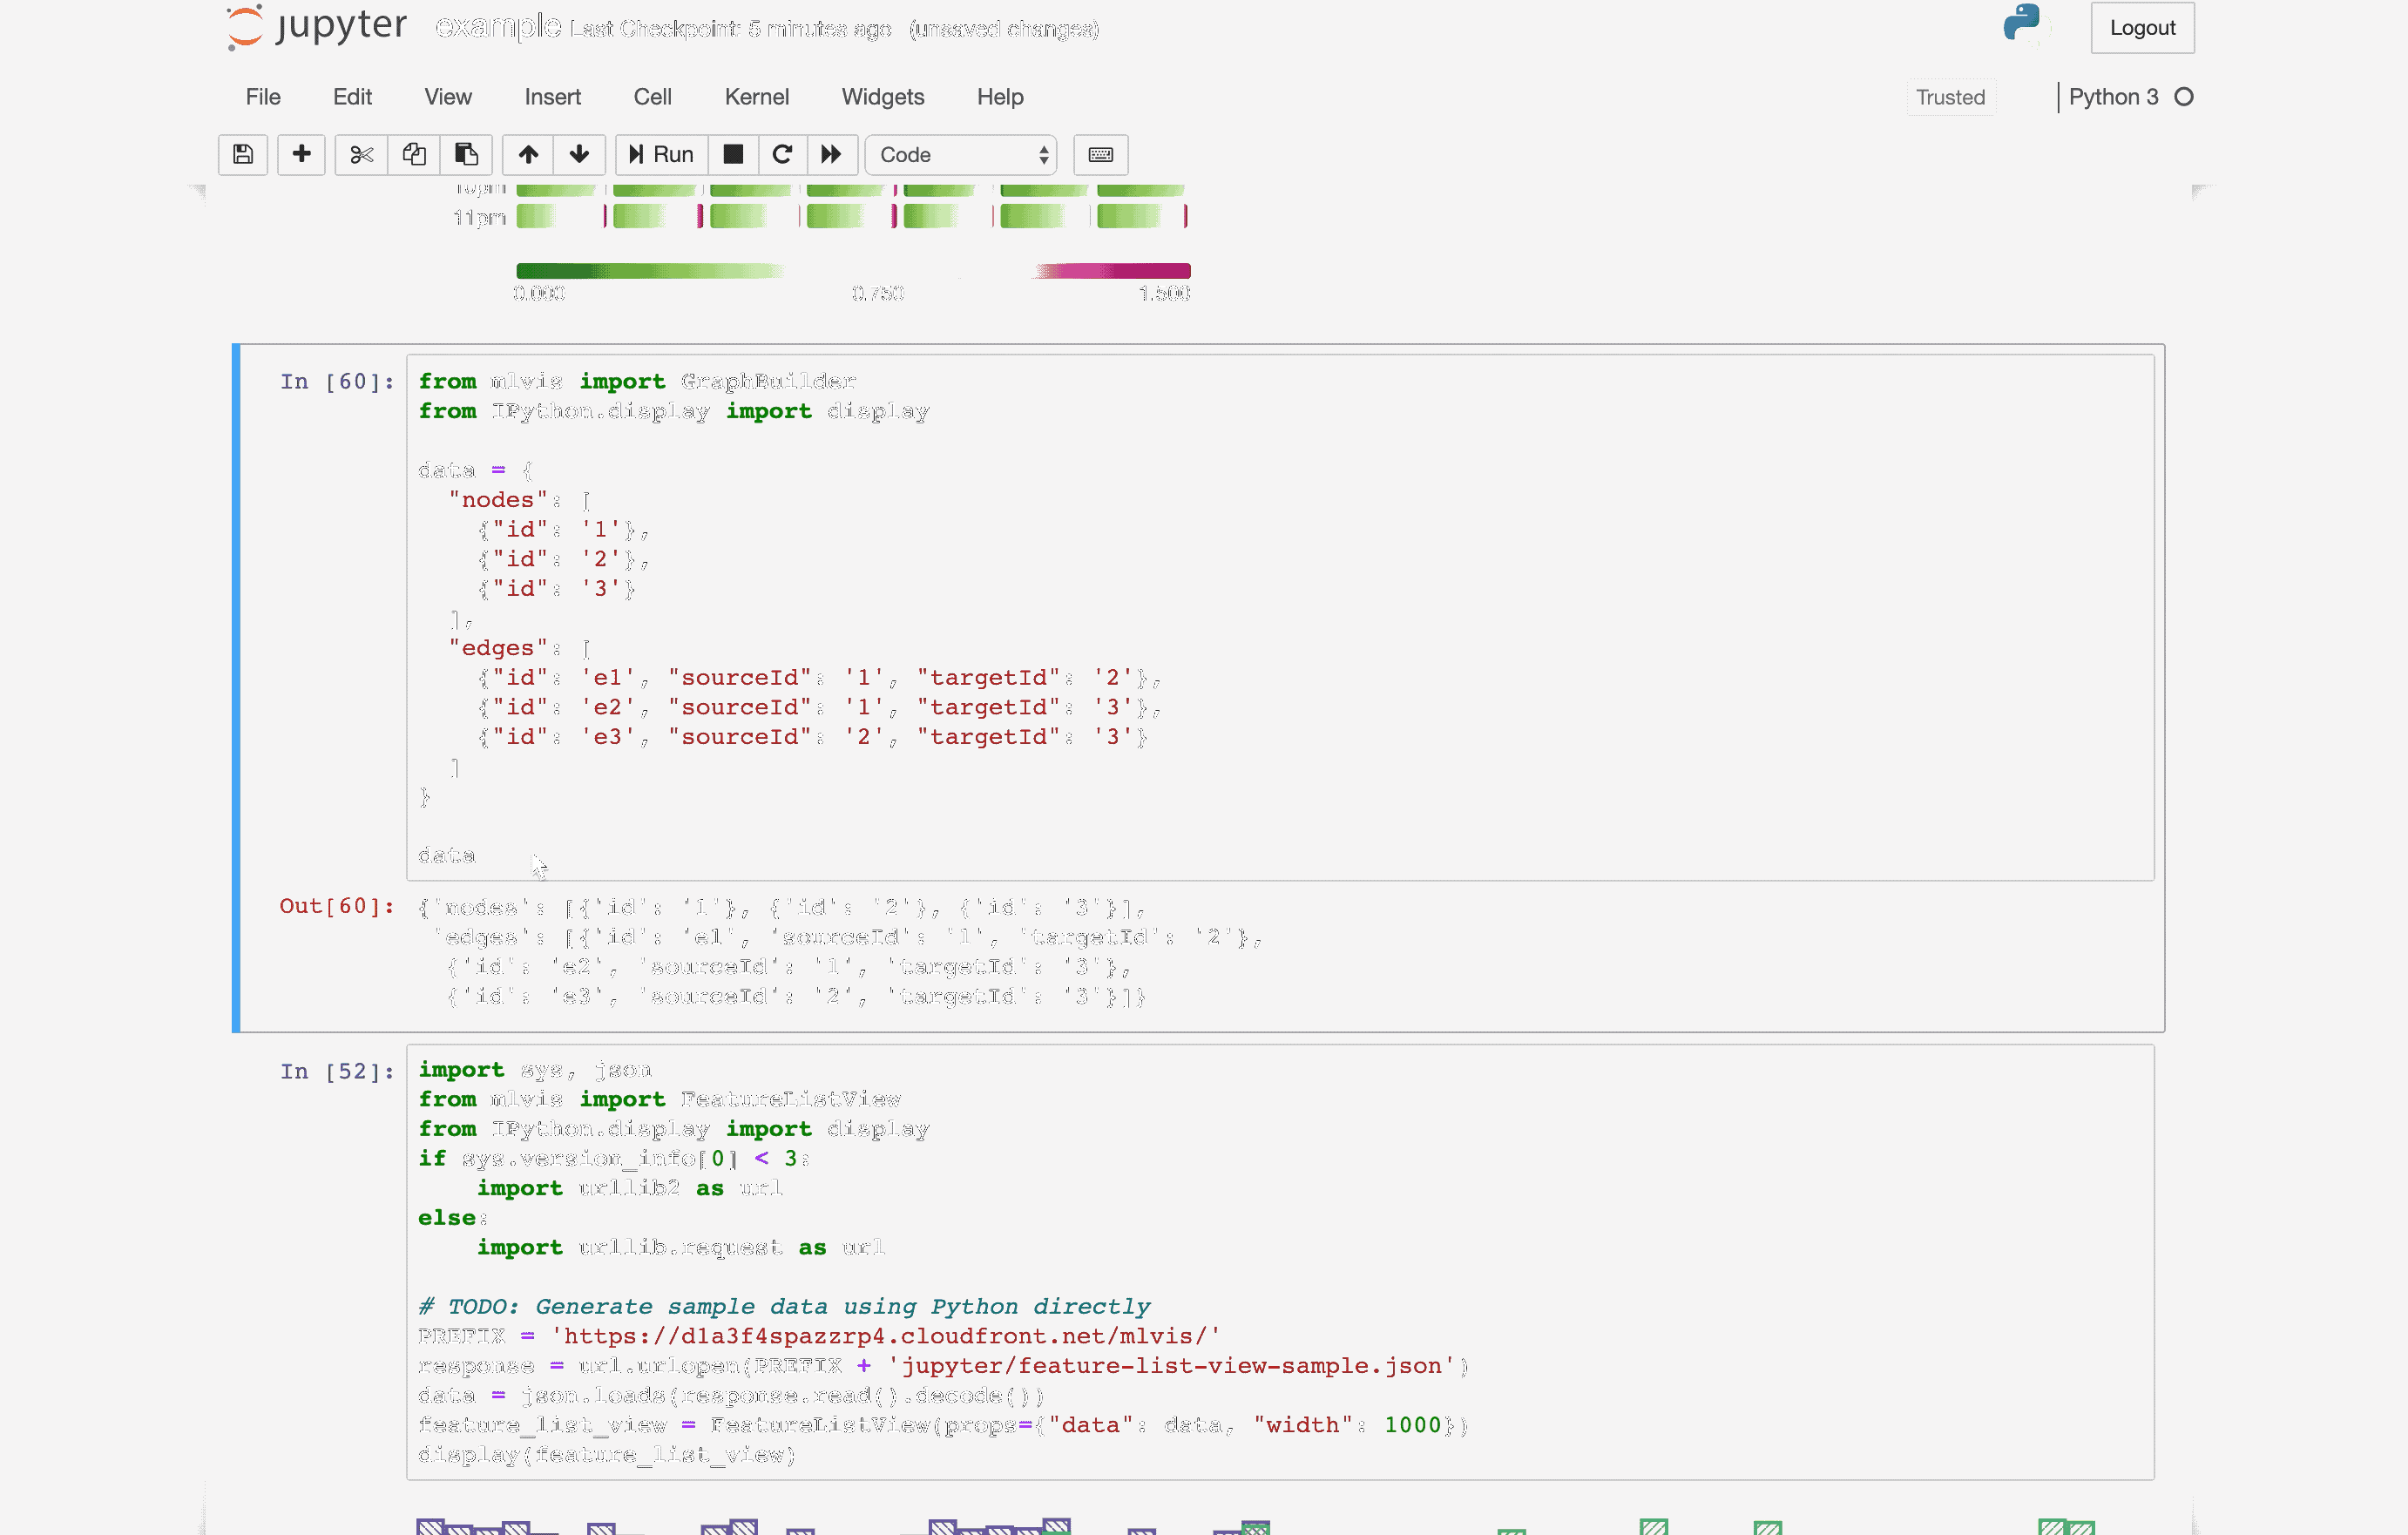 jupyter example Last Checkpoint: 5 minutes ago (unsaved changes)
Logout
File Edit View Insert Cell Kernel Widgets Help
Trusted
Python 3
Run
Code
10pm
11pm
0.000 0.750 1.500
In [60]:
from mlvis import GraphBuilder
from IPython.display import display
data = {
"nodes": [
{"id": '1'},
{"id": '2'},
{"id": '3'}
],
"edges": [
{"id": 'e1', "sourceId": '1', "targetId": '2'},
{"id": 'e2', "sourceId": '1', "targetId": '3'},
{"id": 'e3', "sourceId": '2', "targetId": '3'}
]
}
data
Out[60]:
{'nodes': [{'id': '1'}, {'id': '2'}, {'id': '3'}],
'edges': [{'id': 'e1', 'sourceId': '1', 'targetId': '2'},
{'id': 'e2', 'sourceId': '1', 'targetId': '3'},
{'id': 'e3', 'sourceId': '2', 'targetId': '3'}]}
In [52]:
import sys, json
from mlvis import FeatureListView
from IPython.display import display
if sys.version_info[0] < 3:
import urllib2 as url
else:
import urllib.request as url
# TODO: Generate sample data using Python directly
PREFIX = 'https://d1a3f4spazzrp4.cloudfront.net/mlvis/'
response = url.urlopen(PREFIX + 'jupyter/feature-list-view-sample.json')
data = json.loads(response.read().decode())
feature_list_view = FeatureListView(props={"data": data, "width": 1000})
display(feature_list_view)